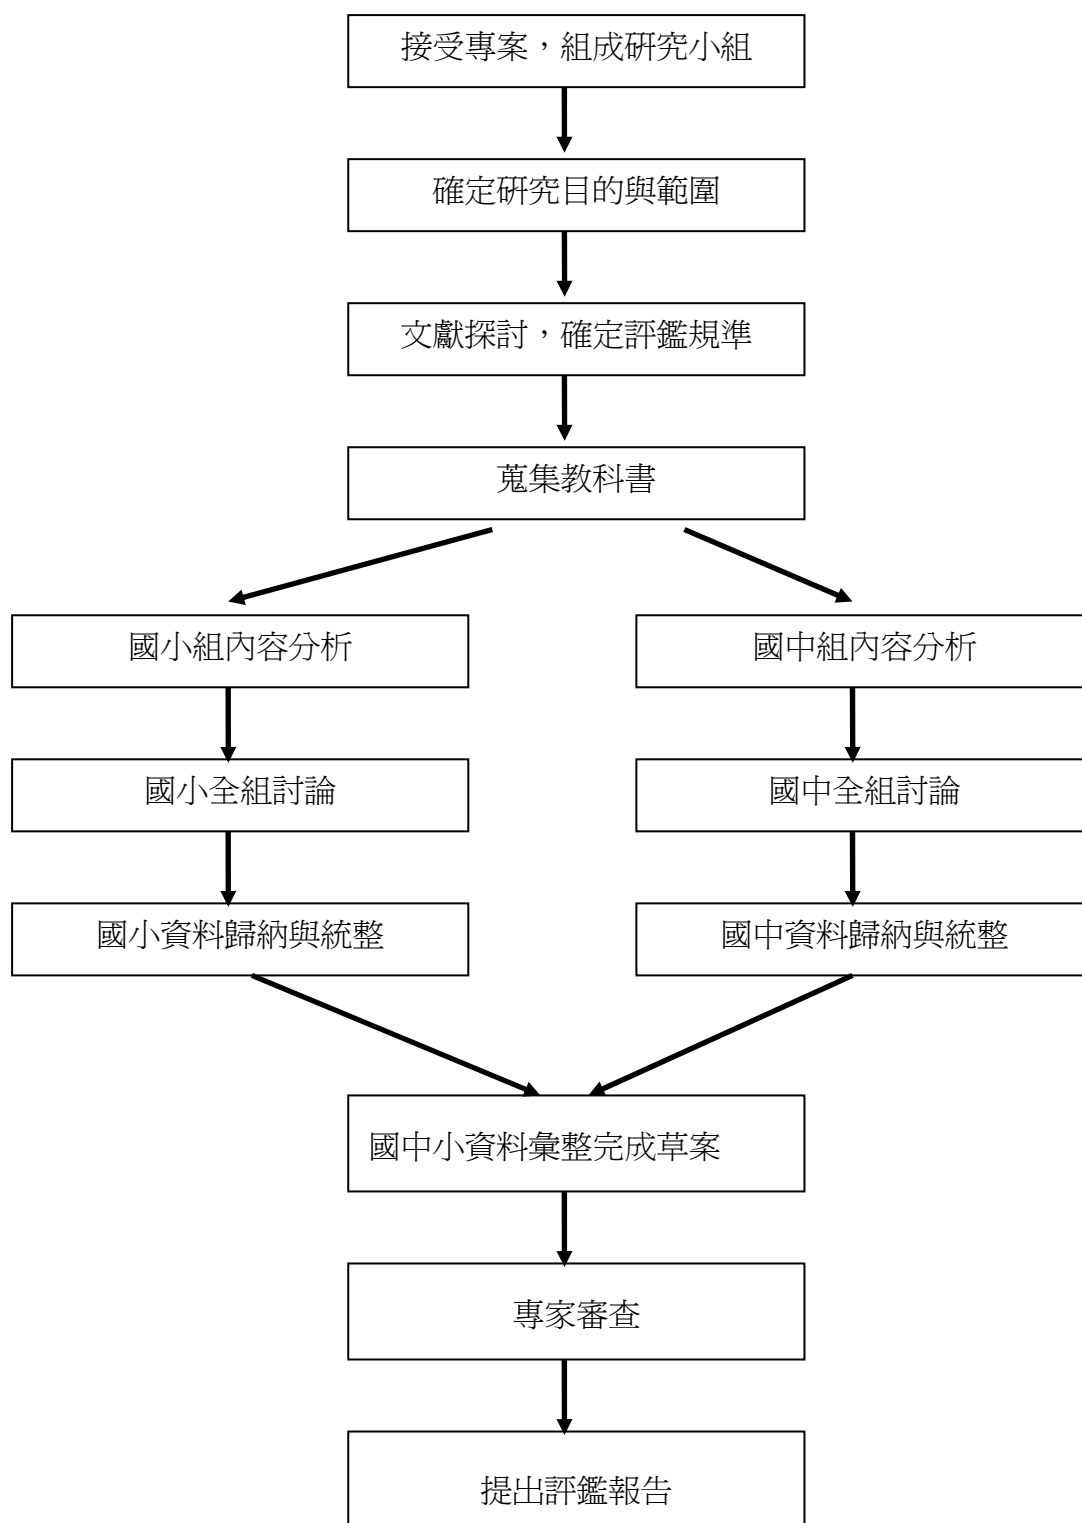 接受專案，組成研究小組
確定研究目的與範圍
文獻探討，確定評鑑規準
蒐集教科書
國小組內容分析
國中組內容分析
國小全組討論
國中全組討論
國小資料歸納與統整
國中資料歸納與統整
國中小資料彙整完成草案
專家審查
提出評鑑報告